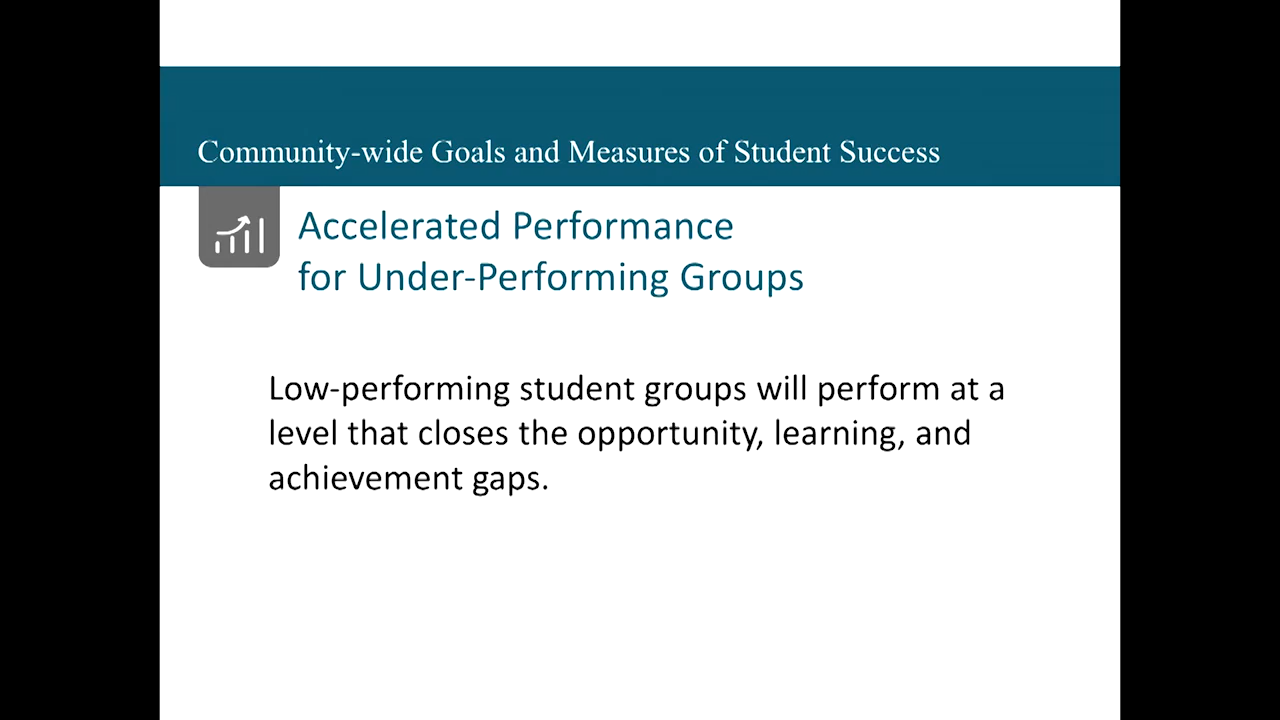 Community-wide Goals and Measures of Student Success
Accelerated Performance
for Under-Performing Groups
Low-performing student groups will perform at a
level that closes the opportunity, learning, and
achievement gaps.